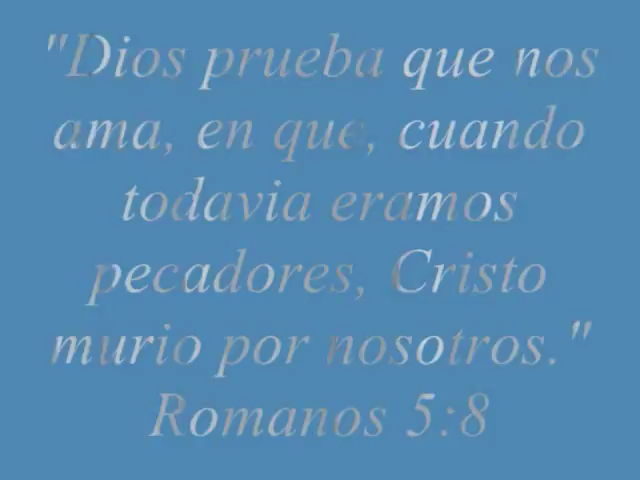 "Dios prueba que nos
ama, en que, cuando
todavia eramos
pecadores, Cristo
murio por nosotros."
Romanos 5:8